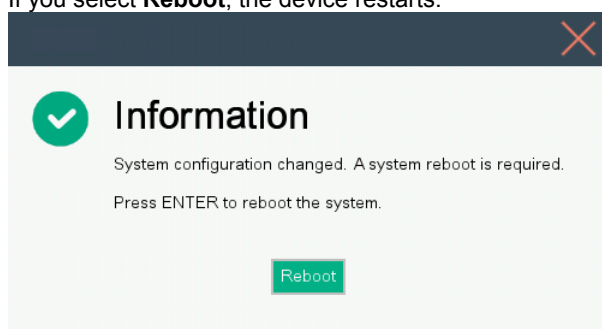 If you select Reboot, the device restarts.
Information
System configuration changed. A system reboot is required.
Press ENTER to reboot the system.
Reboot